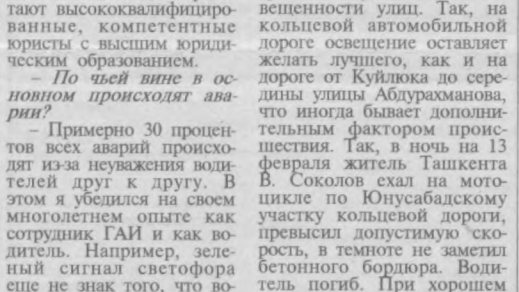 тают высококвалифициро-
ванные, компетентные
юристы с высшим юриди-
ческим образованием.
– По чьей вине в ос-
новном происходят ава-
рии?
– Примерно 30 процен-
тов всех аварий происхо-
дят из-за неуважения води-
телей друг к другу. В
этом я убедился на своем
многолетнем опыте как
сотрудник ГАИ и как во-
дитель. Например, зеле-
ный сигнал светофора
еще не знак того, что во-
вещенности улиц. Так, на
кольцевой автомобильной
дороге освещение оставляет
желать лучшего, как и на
дороге от Куйлюка до сере-
дины улицы Абдурахманова,
что иногда бывает дополни-
тельным фактором проис-
шествия. Так, в ночь на 13
февраля житель Ташкента
В. Соколов ехал на мото-
цикле по Юнусабадскому
участку кольцевой дороги,
превысил допустимую ско-
рость, в темноте не заметил
бетонного бордюра. Води-
тель погиб. При хорошем